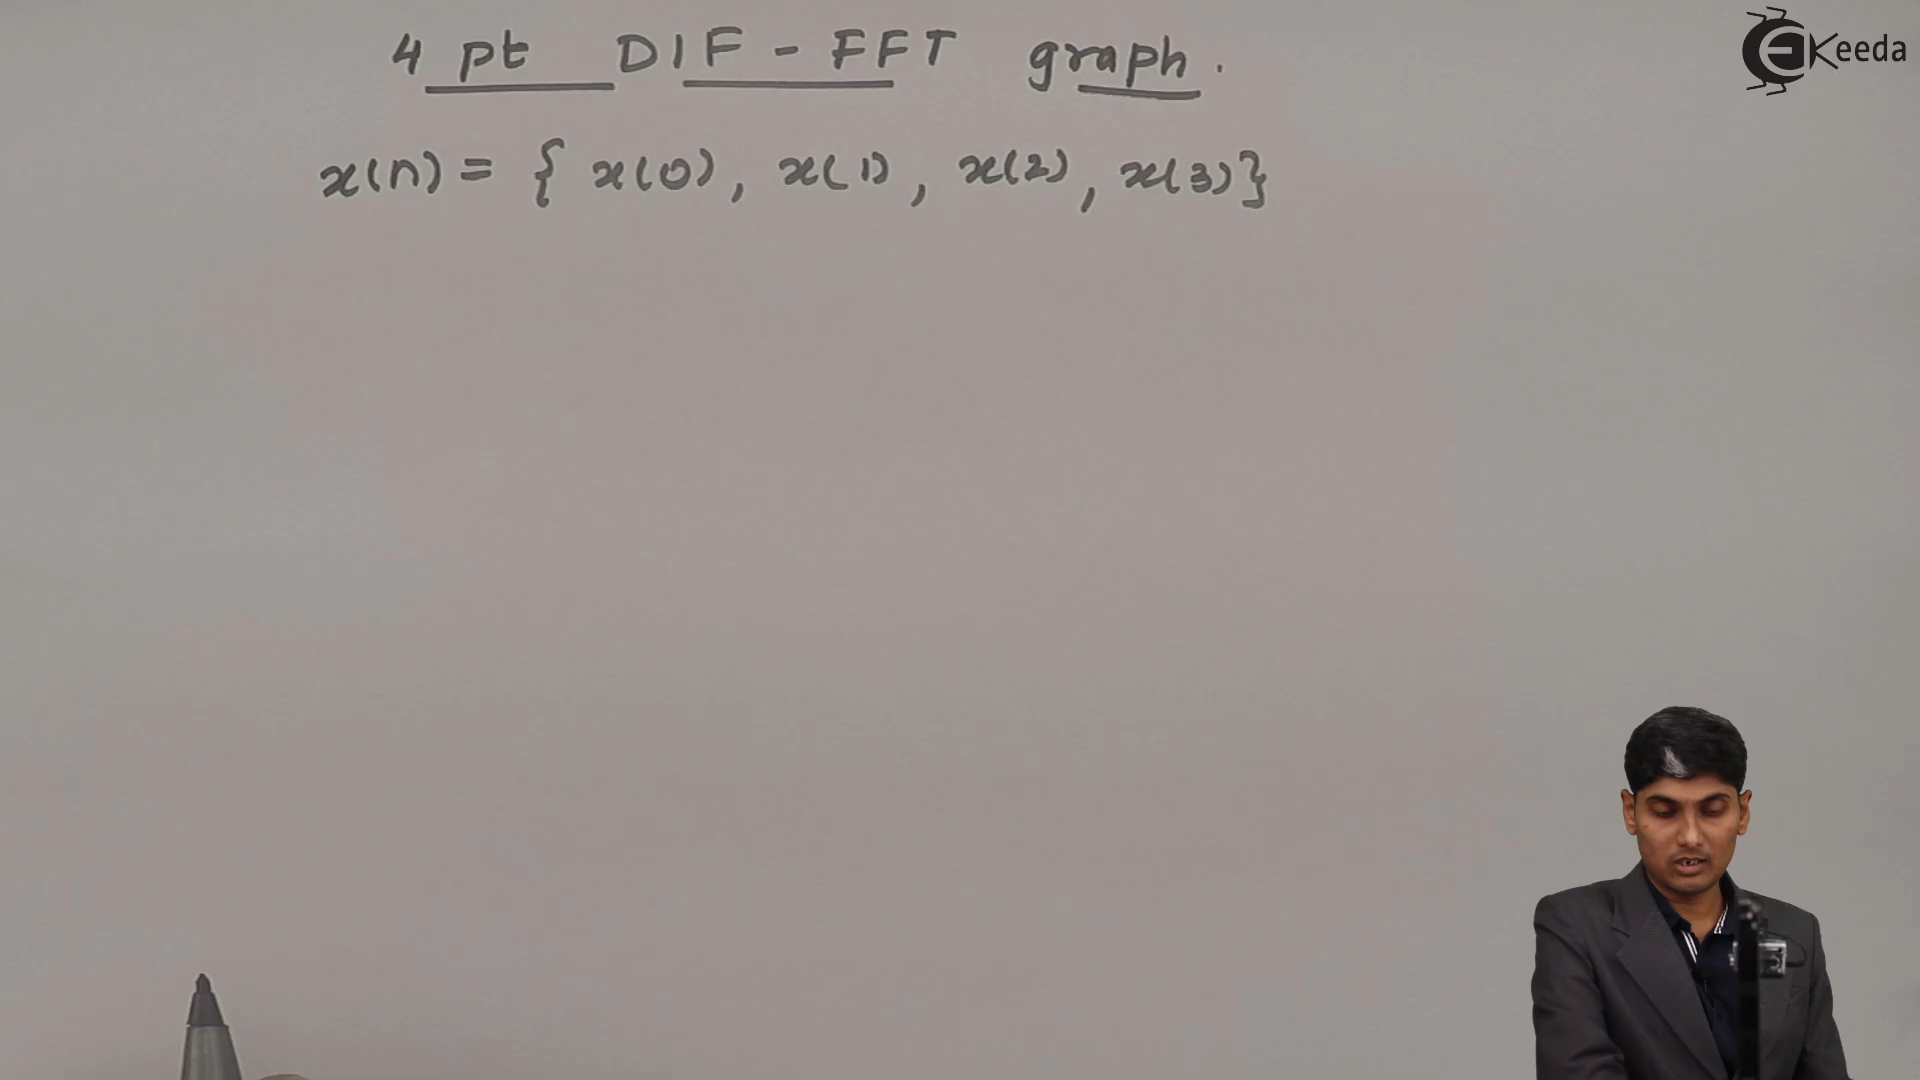 4 pt DIF - FFT graph.
x(n) = { x(0), x(1), x(2), x(3)}
Keeda